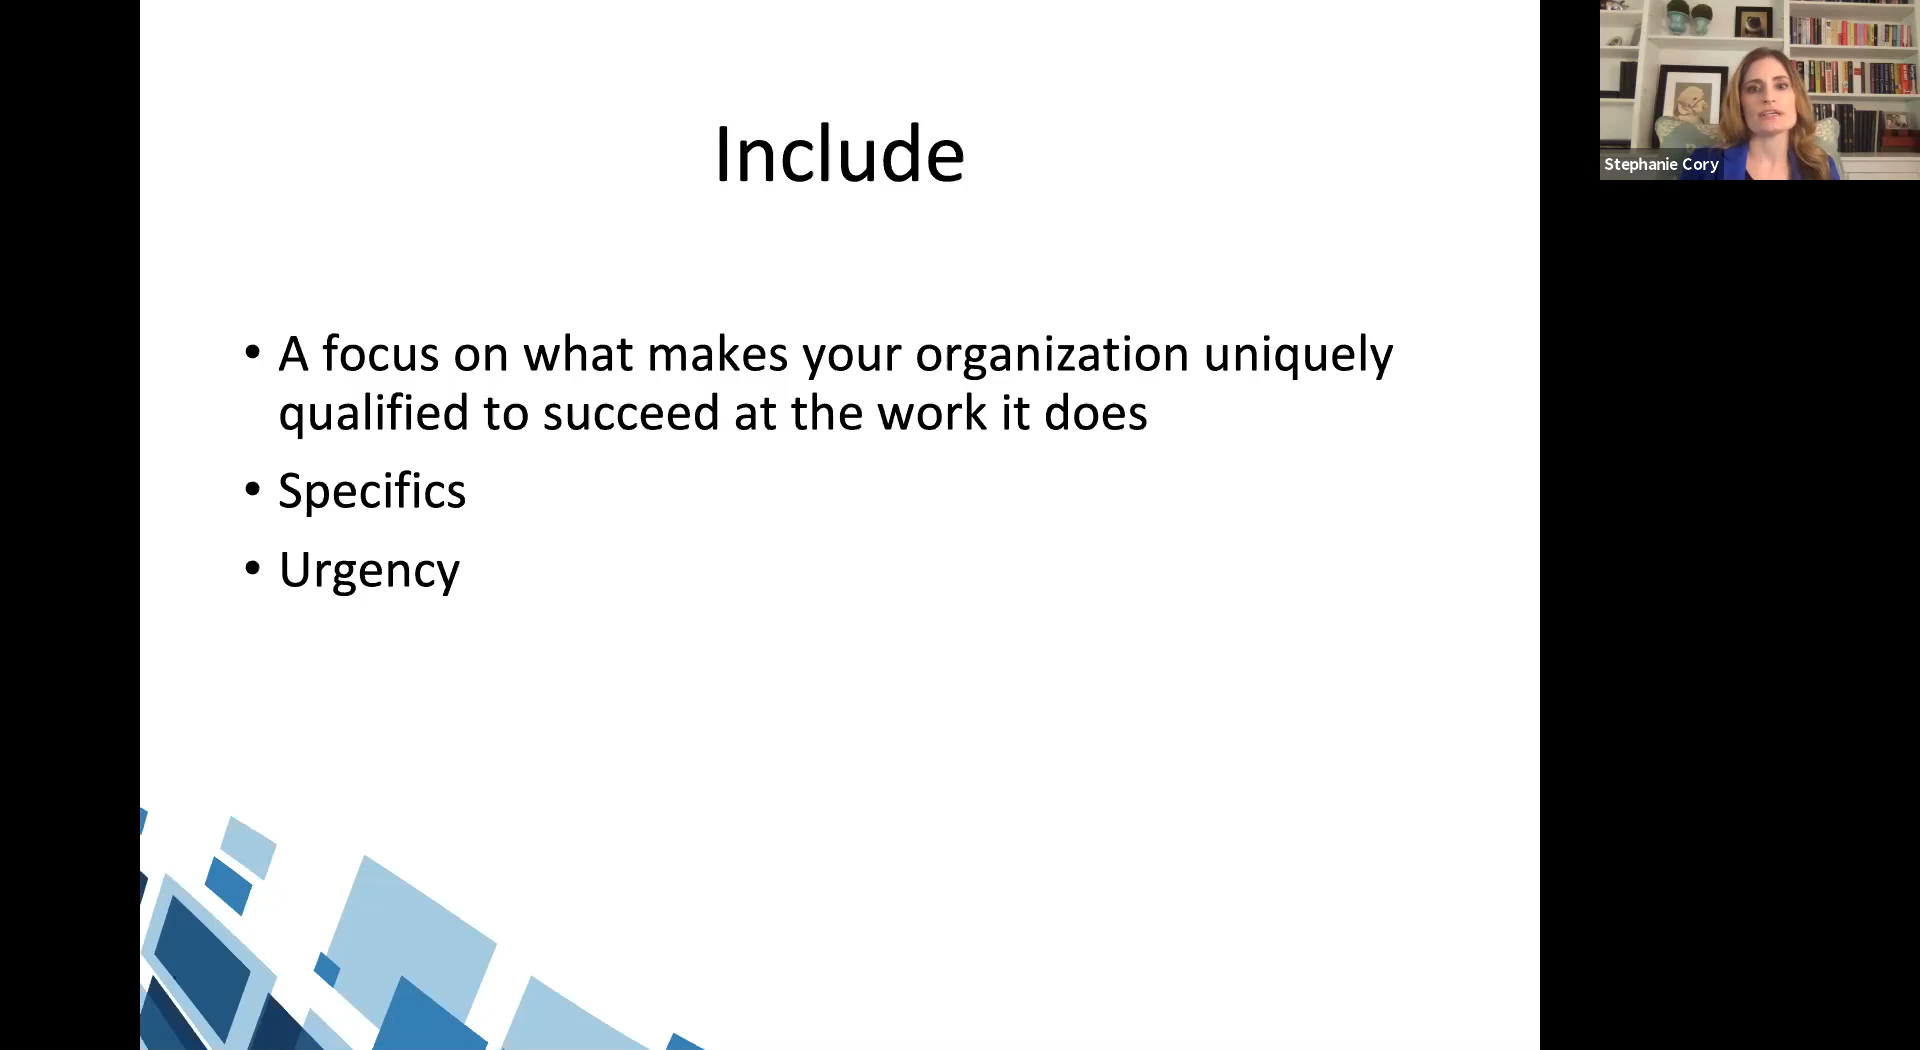 Include
• A focus on what makes your organization uniquely
qualified to succeed at the work it does
• Specifics
• Urgency
Stephanie Cory